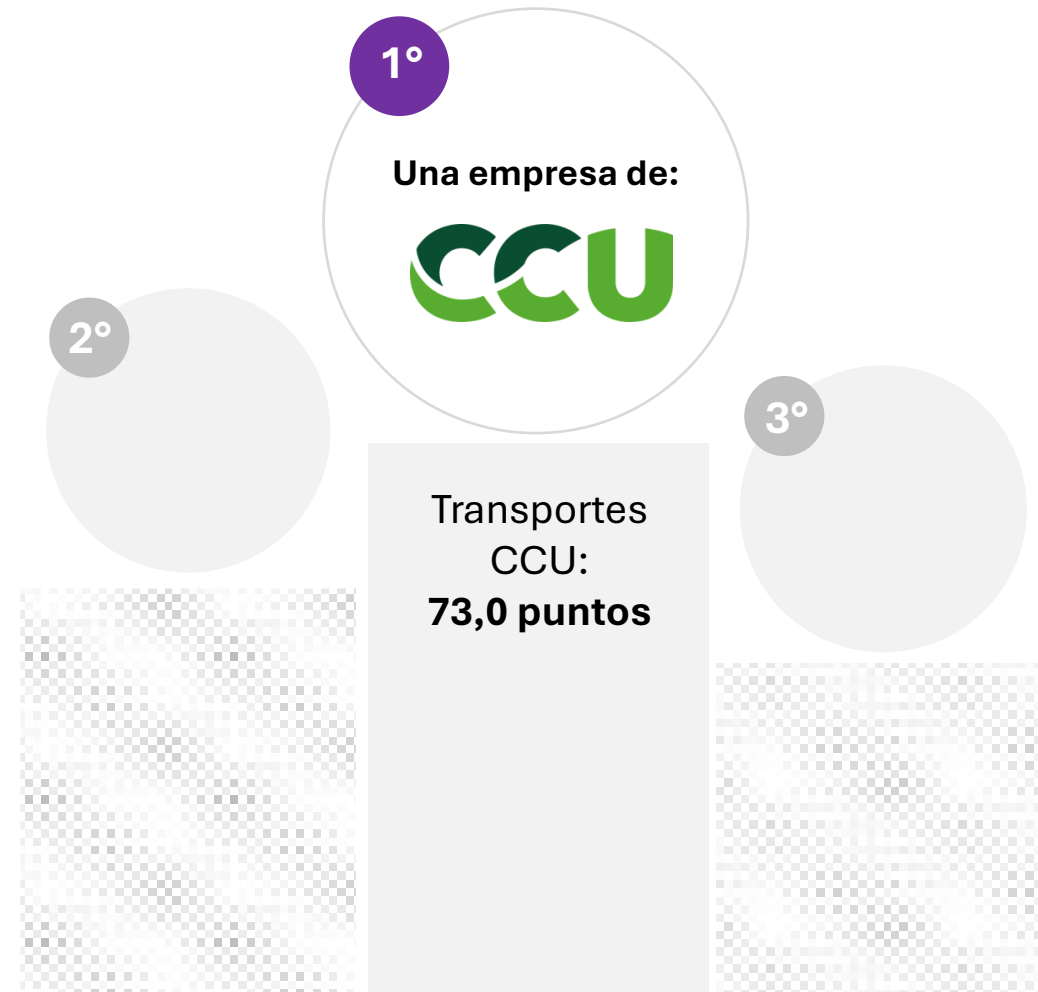 1°
Una empresa de:
CCU
2°
3°
Transportes
CCU:
73,0 puntos